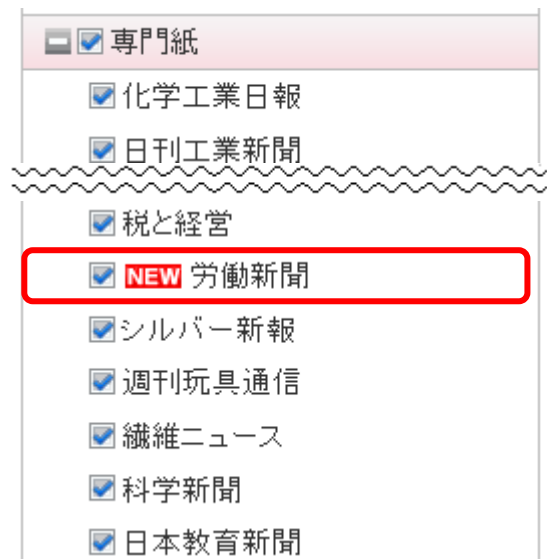 専門紙
化学工業日報
日刊工業新聞
税と経営
NEW 労働新聞
シルバー新報
週刊玩具通信
繊維ニュース
科学新聞
日本教育新聞